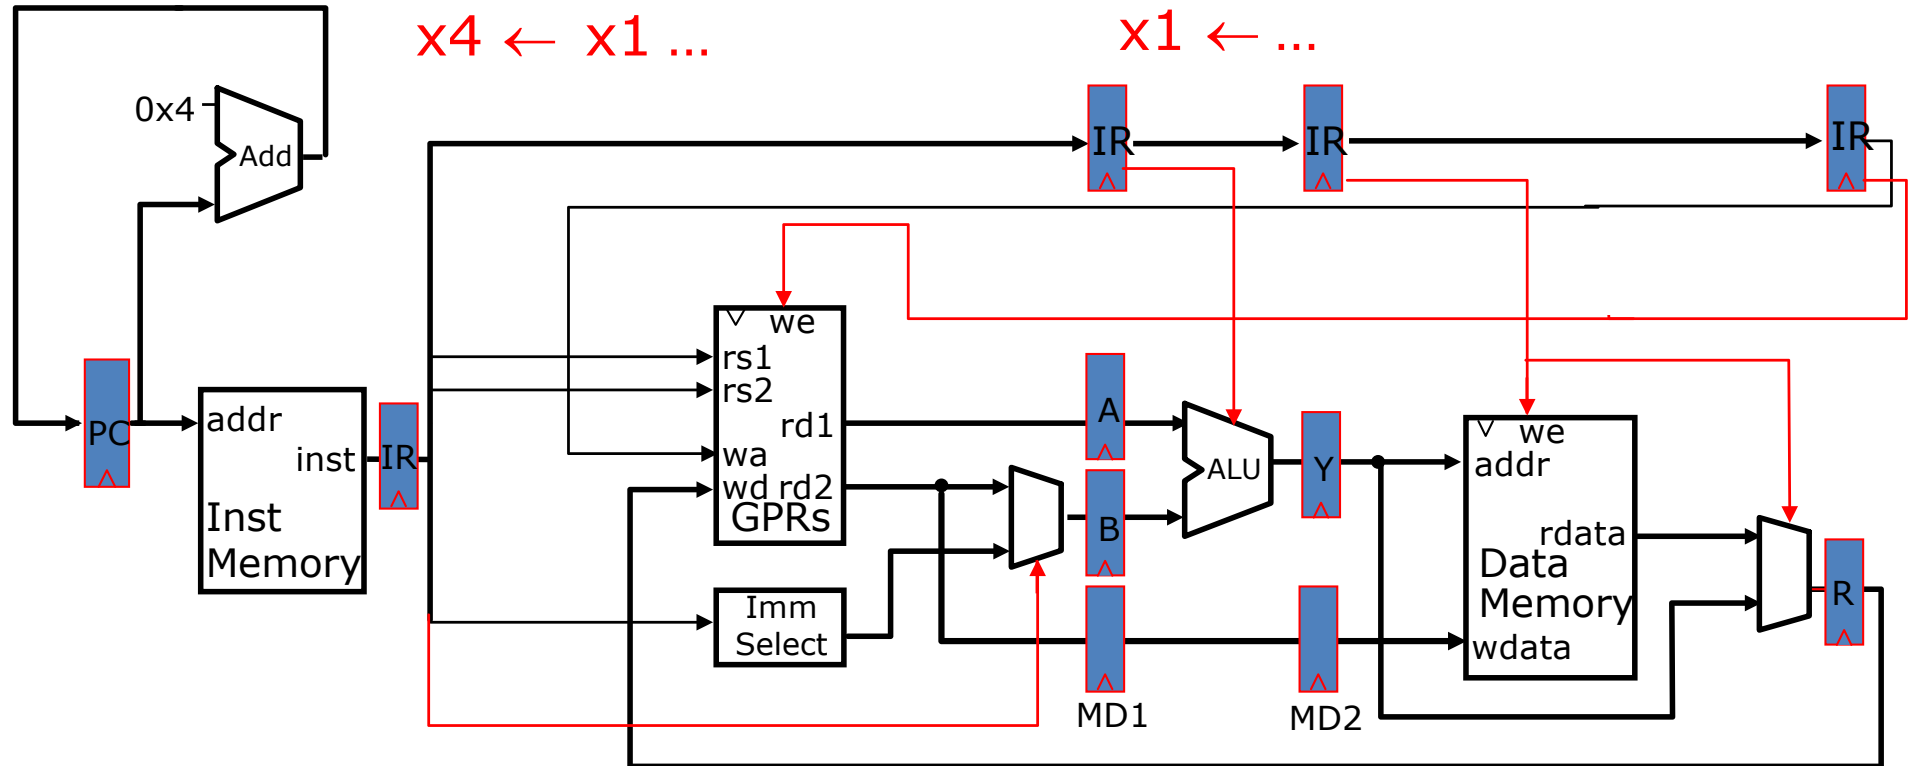 x4 ← x1 ...
x1 ← ...
0x4
Add
IR
IR
IR
we
rs1
rs2
rd1
wa
wd rd2
GPRs
PC
addr
inst
Inst
Memory
IR
A
B
ALU
Y
we
addr
rdata
Data
Memory
wdata
R
Imm
Select
MD1
MD2